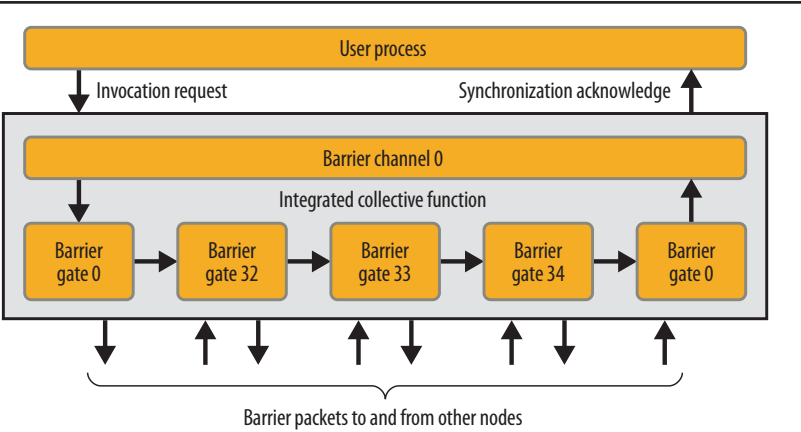 User process
Invocation request
Synchronization acknowledge
Barrier channel 0
Integrated collective function
Barrier
gate 0
Barrier
gate 32
Barrier
gate 33
Barrier
gate 34
Barrier
gate 0
Barrier packets to and from other nodes